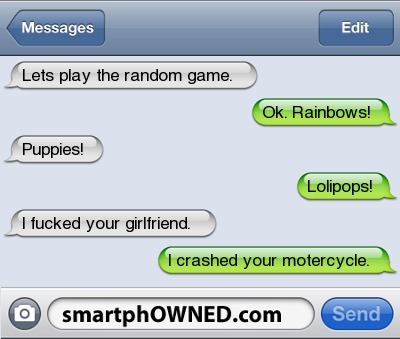 Messages
Edit
Lets play the random game.
Ok. Rainbows!
Puppies!
Lolipops!
I fucked your girlfriend.
I crashed your motercycle.
smartphOWNED.com
Send